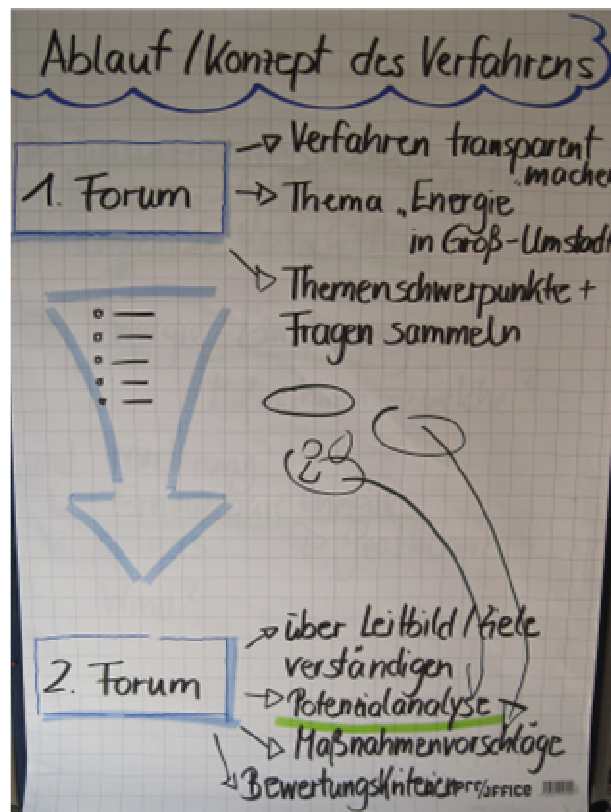 Ablauf / Konzept des Verfahrens
1. Forum
Verfahren transparent
machen
Thema „Energie
in Groß-Umstadt
Themenschwerpunkte +
Fragen sammeln
2. Forum
über Leitbild / Ziele
verständigen
Potenzialanalyse
Maßnahmenvorschläge
Bewertungskriterien
OFFICE